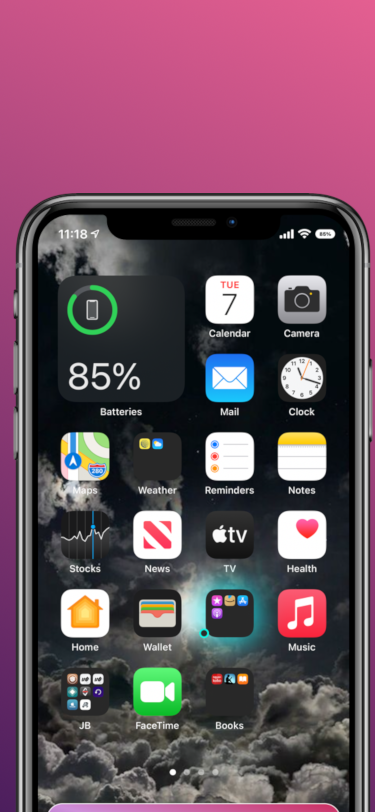 11:18
85%
TUE
7
85%
Batteries
Calendar
Camera
Mail
Clock
12
280
Maps
Weather
Reminders
Notes
tv
Stocks
News
TV
Health
Home
Wallet
Music
JB
FaceTime
Books